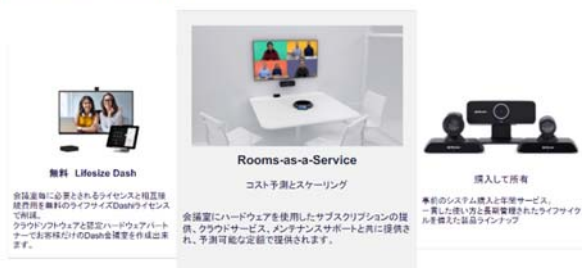 無料 Lifesize Dash
会議室毎に必要とされるライセンスと相互接
続費用を無料のライフサイズDashライセンス
で削減。
クラウドソフトウェアと認定ハードウェアパート
ナーでお客様だけのDash会議室を作成出来
ます。
Rooms-as-a-Service
コスト予測とスケーリング
会議室にハードウェアを使用したサブスクリプションの提
供、クラウドサービス、メンテナンスサポートと共に提供さ
れ、予測可能な定額で提供されます。
購入して所有
事前のシステム購入と年間サービス。
一貫した使い方と長期管理されたライフサイク
ルを備えた製品ラインナップ